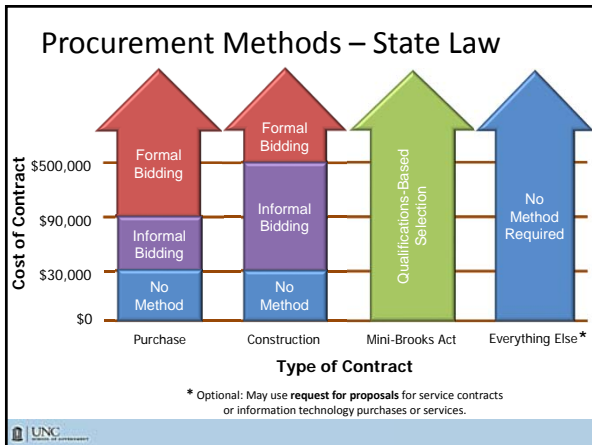 Procurement Methods – State Law
Cost of Contract
$500,000
$90,000
$30,000
$0
Formal
Bidding
Informal
Bidding
No
Method
Formal
Bidding
Informal
Bidding
No
Method
Qualifications-Based
Selection
No
Method
Required
Purchase
Construction
Mini-Brooks Act
Everything Else*
Type of Contract
* Optional: May use request for proposals for service contracts
or information technology purchases or services.
UNC
SCHOOL OF GOVERNMENT